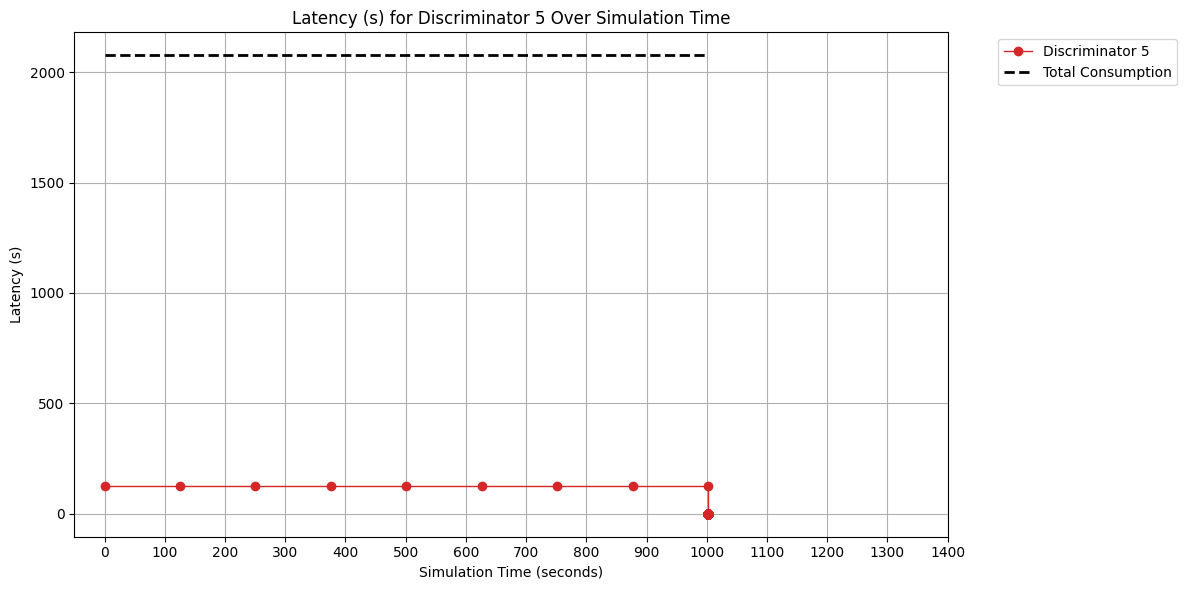 Latency (s) for Discriminator 5 Over Simulation Time
Discriminator 5
Total Consumption
Latency (s)
2000
1500
1000
500
0
0 100 200 300 400 500 600 700 800 900 1000 1100 1200 1300 1400
Simulation Time (seconds)